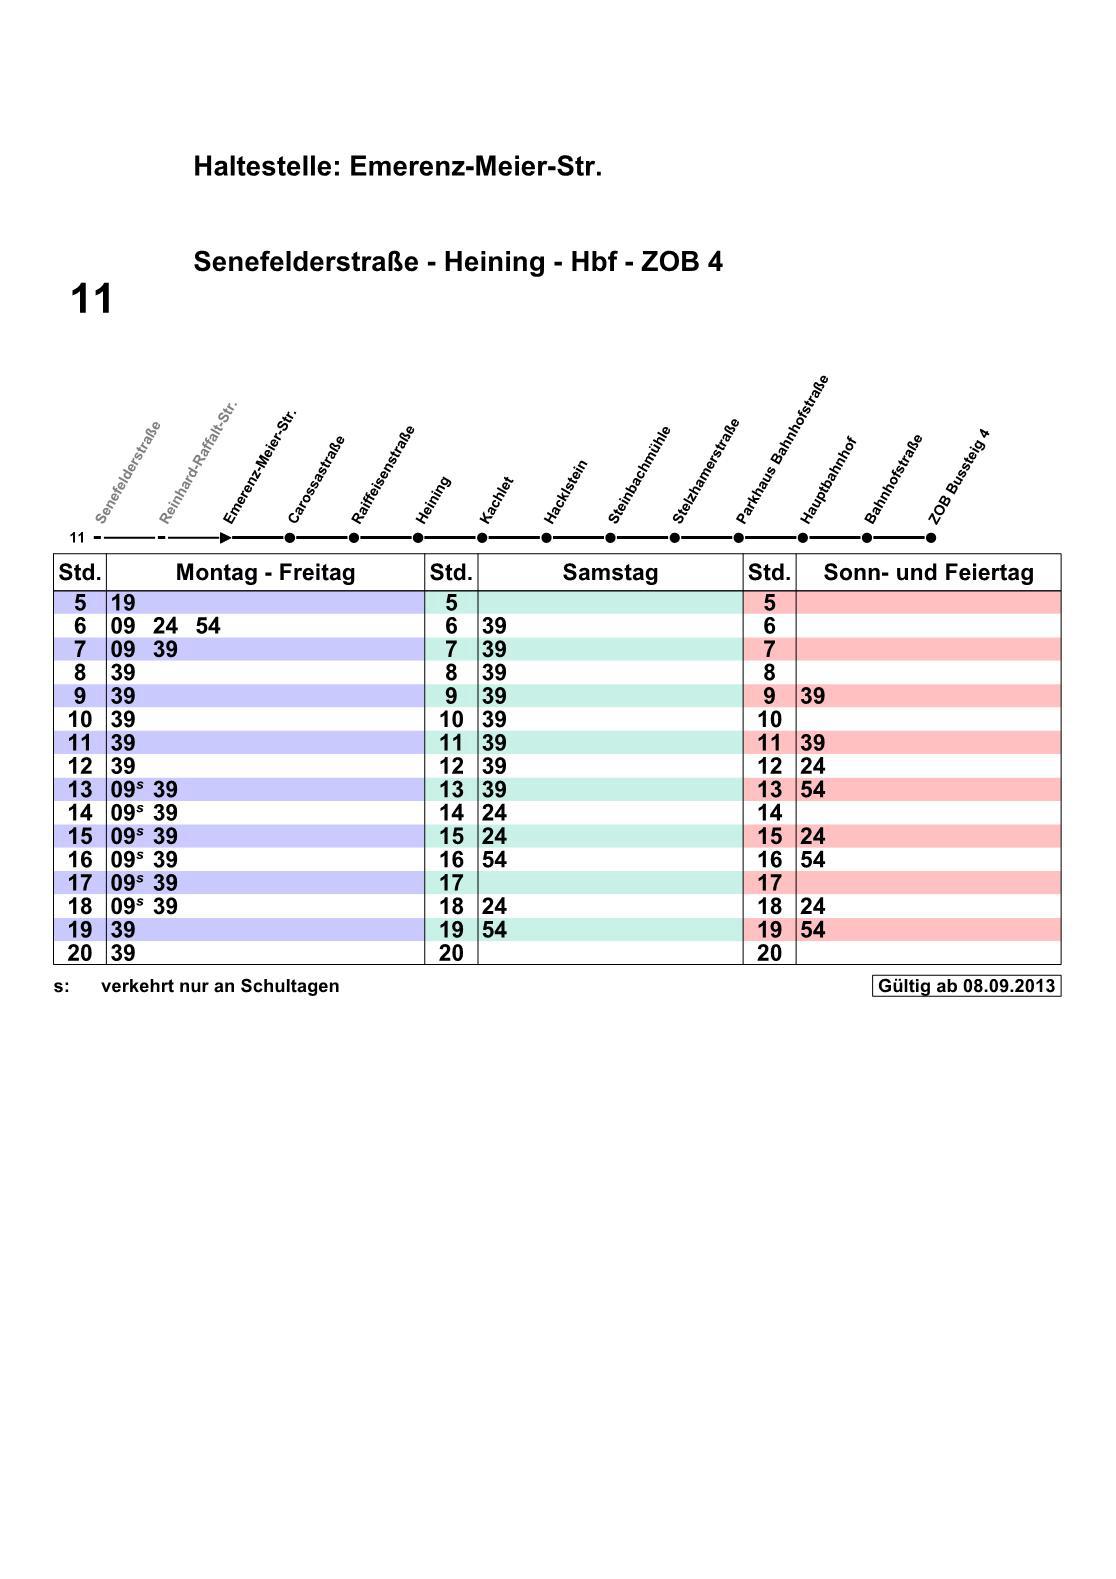 Haltestelle: Emerenz-Meier-Str.
Senefelderstraße - Heining - Hbf - ZOB 4
11
Senefelderstraße
Reinhard-Raffalt-Str.
Emerenz-Meier-Str.
Carossastraße
Raiffeisenstraße
Heining
Kachlet
Hacklstein
Steinbachmühle
Stelzhamerstraße
Parkhaus Bahnhofstraße
Hauptbahnhof
Bahnhofstraße
ZOB Bussteig 4
11
Std. Montag - Freitag Std. Samstag Std. Sonn- und Feiertag
5 19 5 5
6 09 24 54 6 39 6
7 09 39 7 39 7
8 39 8 39 8
9 39 9 39 9 39
10 39 10 39 10
11 39 11 39 11 39
12 39 12 39 12 24
13 09s 39 13 39 13 54
14 09s 39 14 24 14
15 09s 39 15 24 15 24
16 09s 39 16 54 16 54
17 09s 39 17 17
18 09s 39 18 24 18 24
19 39 19 54 19 54
20 39 20 20
s: verkehrt nur an Schultagen Gültig ab 08.09.2013